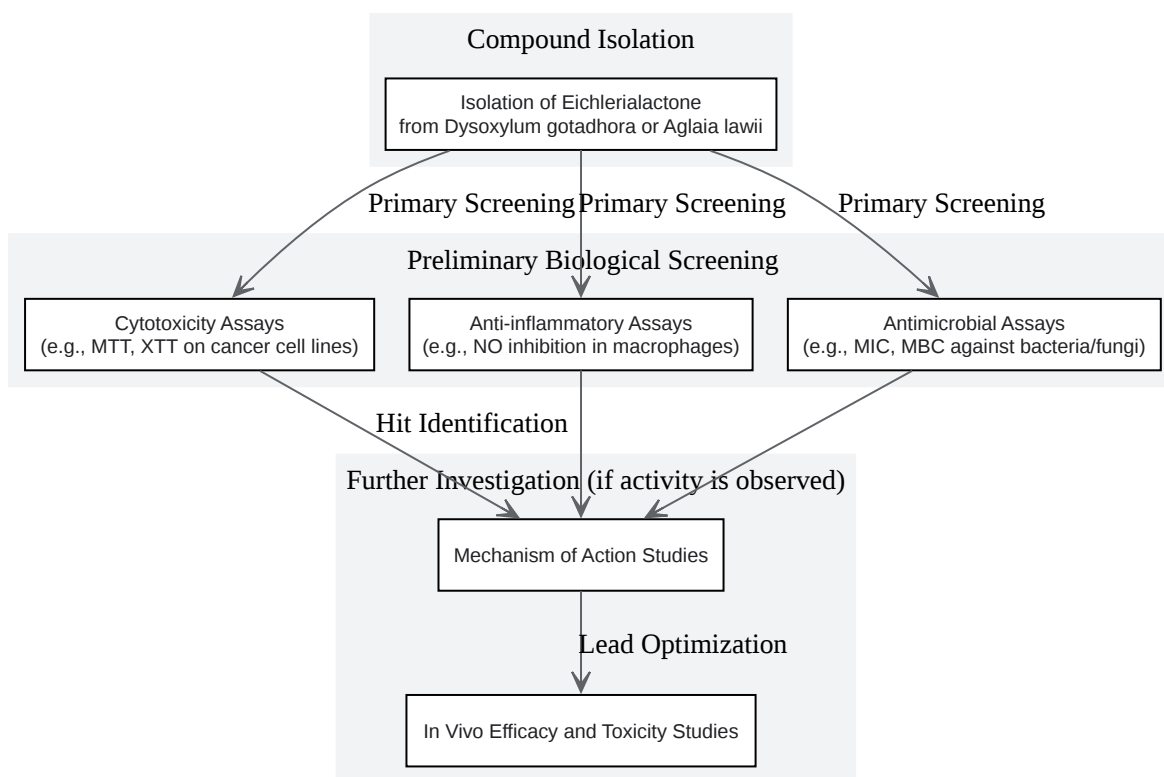 Compound Isolation
Isolation of Eichlerialactone
from Dysoxylum gotadhora or Aglaia lawii
Primary Screening
Primary Screening
Primary Screening
Preliminary Biological Screening
Cytotoxicity Assays
(e.g., MTT, XTT on cancer cell lines)
Anti-inflammatory Assays
(e.g., NO inhibition in macrophages)
Antimicrobial Assays
(e.g., MIC, MBC against bacteria/fungi)
Hit Identification
Further Investigation (if activity is observed)
Mechanism of Action Studies
Lead Optimization
In Vivo Efficacy and Toxicity Studies